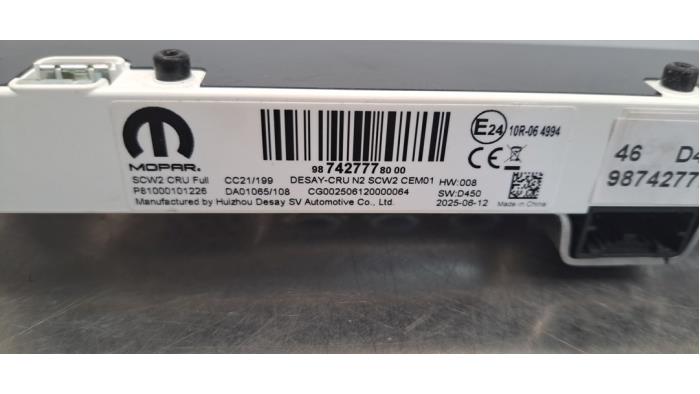 MOPAR.
SCW2 CRU Full
P81000101226
CC21/199
DA01065/108
98 742777 80 00
DESAY-CRU N2 SCW2 CEM01
CG002506120000064
Manufactured by Huizhou Desay SV Automotive Co., Ltd.
E24 10R-06 4994
CE
HW:008
SW:D450
2025-06-12
Made in China
46 D4
98742777